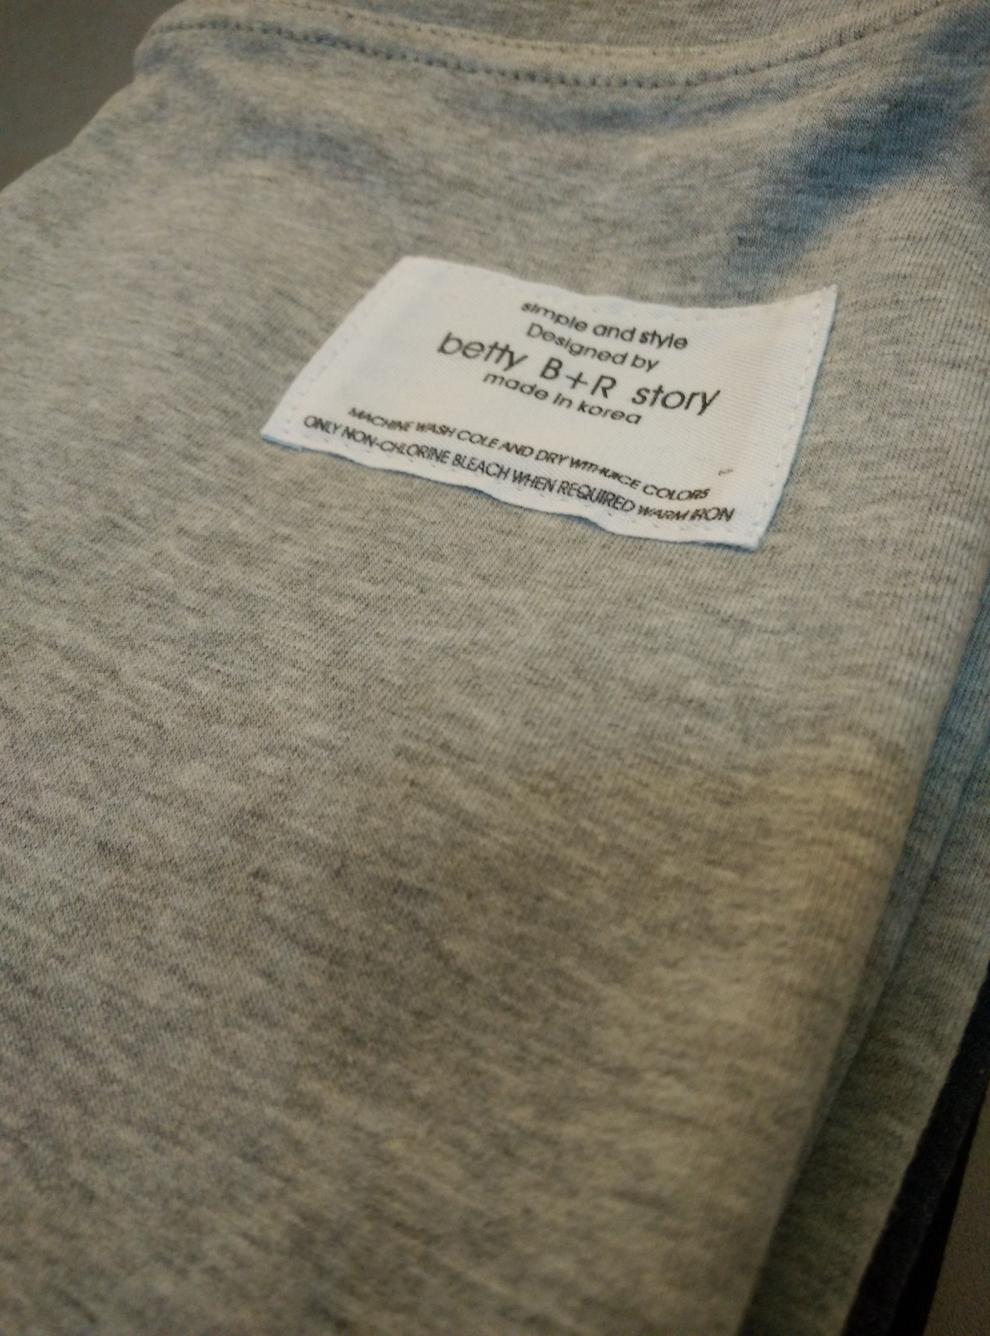 simple and style
Designed by
betty B+R story
made in korea
MACHINE WASH COLE AND DRY WITH UICE COLORS
ONLY NON-CHLORINE BLEACH WHEN REQUIRED WARM IRON